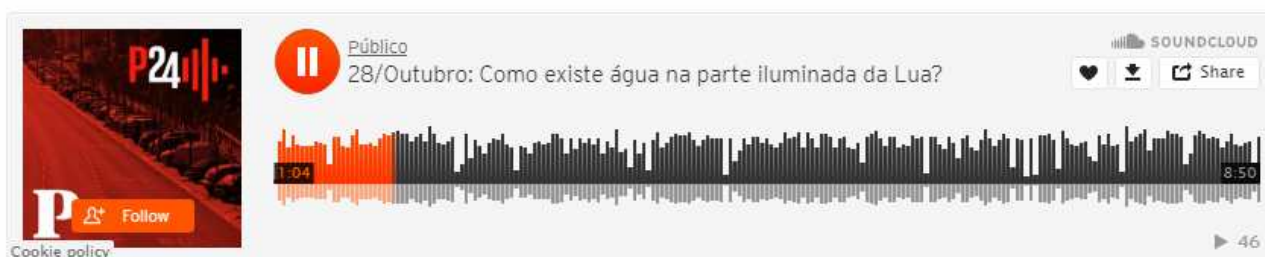 P24
P
Follow
Cookie policy
Público
28/Outubro: Como existe água na parte iluminada da Lua?
SOUNDCLOUD
Share
1:04
8:50
46